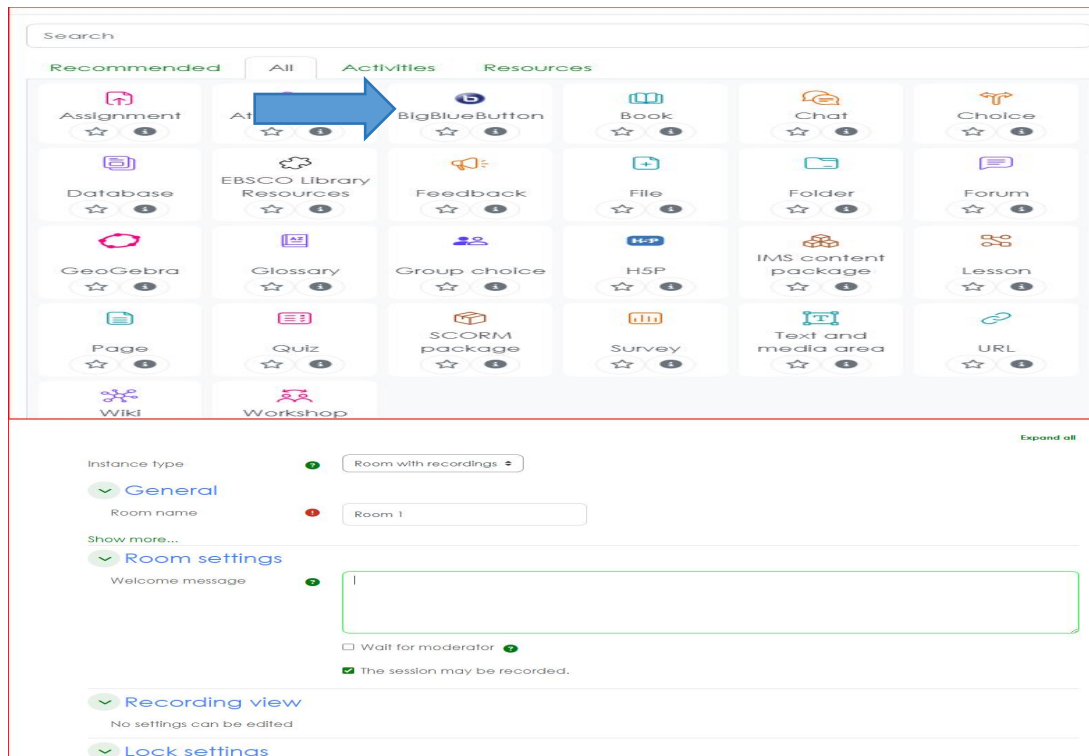 Search
Recommended All Activities Resources
Assignment At BigBlueButton Book Chat Choice
Database EBSCO Library Resources Feedback File Folder Forum
GeoGebra Glossary Group choice H5P IMS content package Lesson
Page Quiz SCORM package Survey Text and media area URL
Wiki Workshop
Expand all
Instance type Room with recordings
General
Room name Room 1
Show more...
Room settings
Welcome message
Wait for moderator
The session may be recorded.
Recording view
No settings can be edited
Lock settings